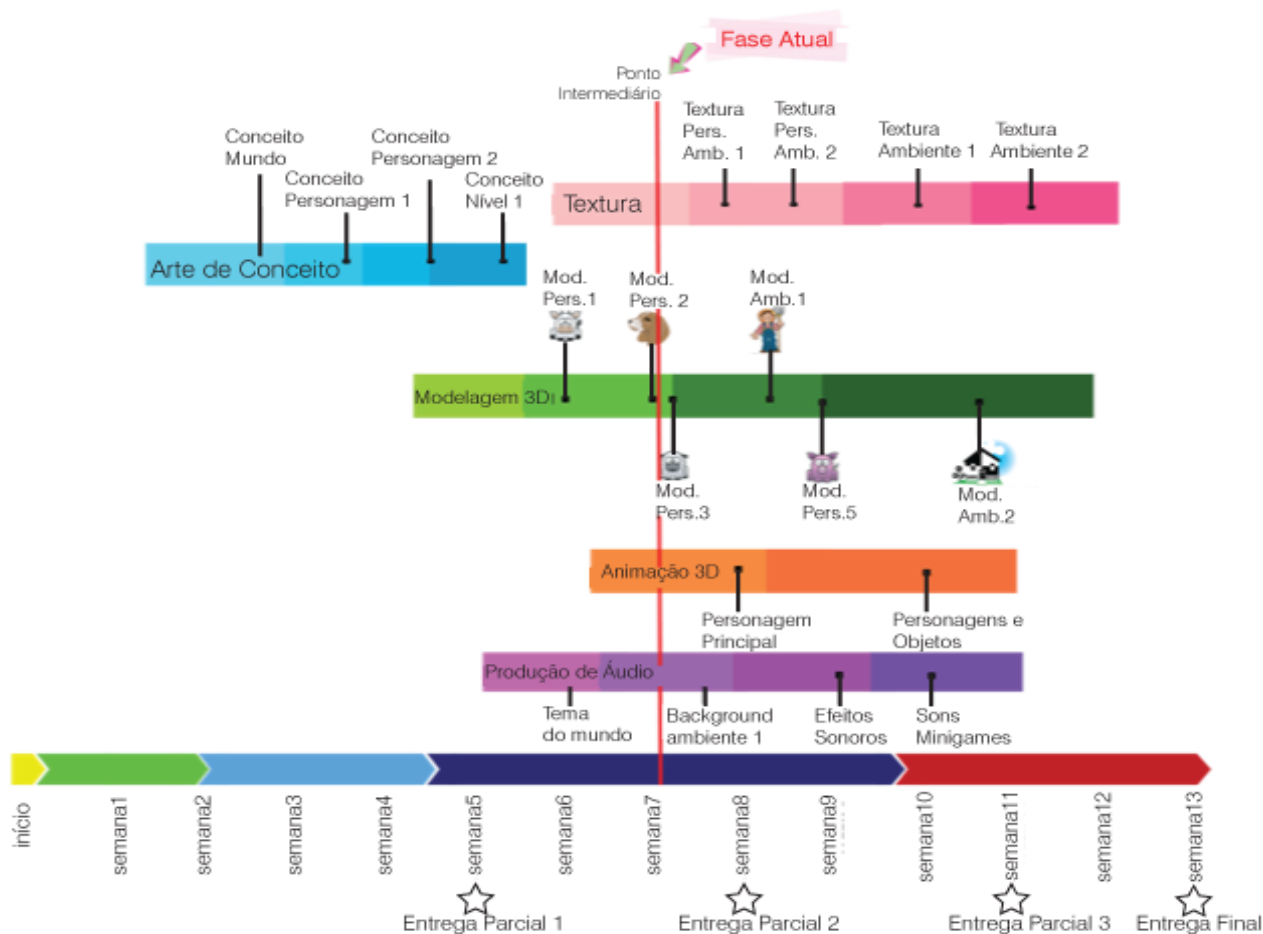 Fase Atual
Ponto
Intermediário
Textura
Pers.
Amb. 1
Textura
Pers.
Amb. 2
Textura
Ambiente 1
Textura
Ambiente 2
Conceito
Mundo
Conceito
Personagem 1
Conceito
Personagem 2
Conceito
Nível 1
Textura
Arte de Conceito
Mod.
Pers.1
Mod.
Pers. 2
Mod.
Amb.1
Modelagem 3D
Mod.
Pers.3
Mod.
Pers.5
Mod.
Amb.2
Animação 3D
Personagem
Principal
Personagens e
Objetos
Produção de Áudio
Tema
do mundo
Background
ambiente 1
Efeitos
Sonoros
Sons
Minigames
início
semana1
semana2
semana3
semana4
semana5
semana6
semana7
semana8
semana9
semana10
semana11
semana12
semana13
Entrega Parcial 1
Entrega Parcial 2
Entrega Parcial 3
Entrega Final